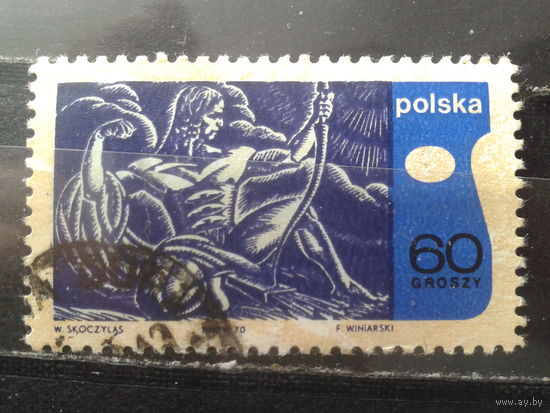 polska
60
GROSZY
W. SKOCZYLAS
F. WINIARSKI
www.ay.by